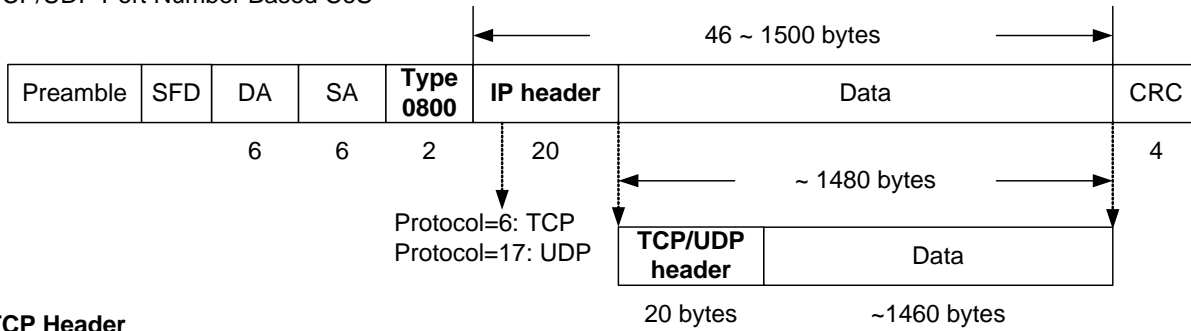 46 ~ 1500 bytes
Preamble SFD DA SA Type 0800 IP header Data CRC
6 6 2 20 4
~ 1480 bytes
Protocol=6: TCP
Protocol=17: UDP
TCP/UDP header Data
20 bytes ~1460 bytes